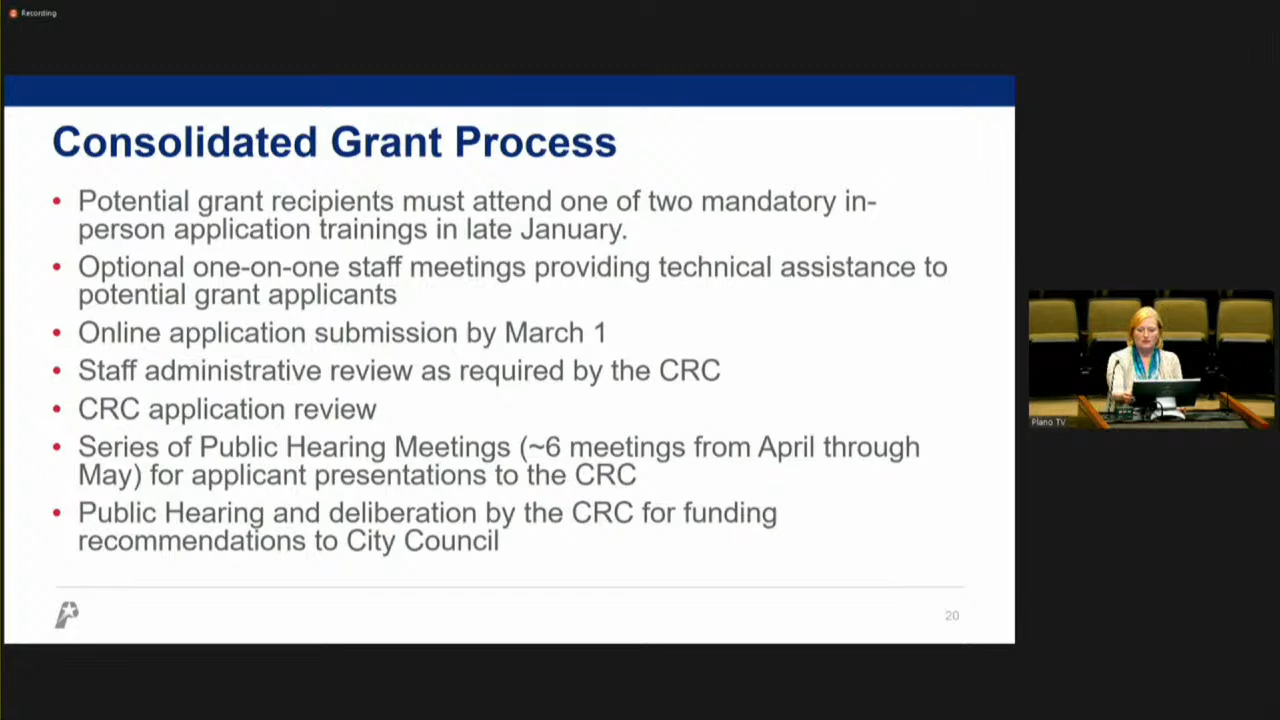 Recording
Consolidated Grant Process
• Potential grant recipients must attend one of two mandatory in-
person application trainings in late January.
• Optional one-on-one staff meetings providing technical assistance to
potential grant applicants
• Online application submission by March 1
• Staff administrative review as required by the CRC
• CRC application review
• Series of Public Hearing Meetings (~6 meetings from April through
May) for applicant presentations to the CRC
• Public Hearing and deliberation by the CRC for funding
recommendations to City Council
20
Plano TV